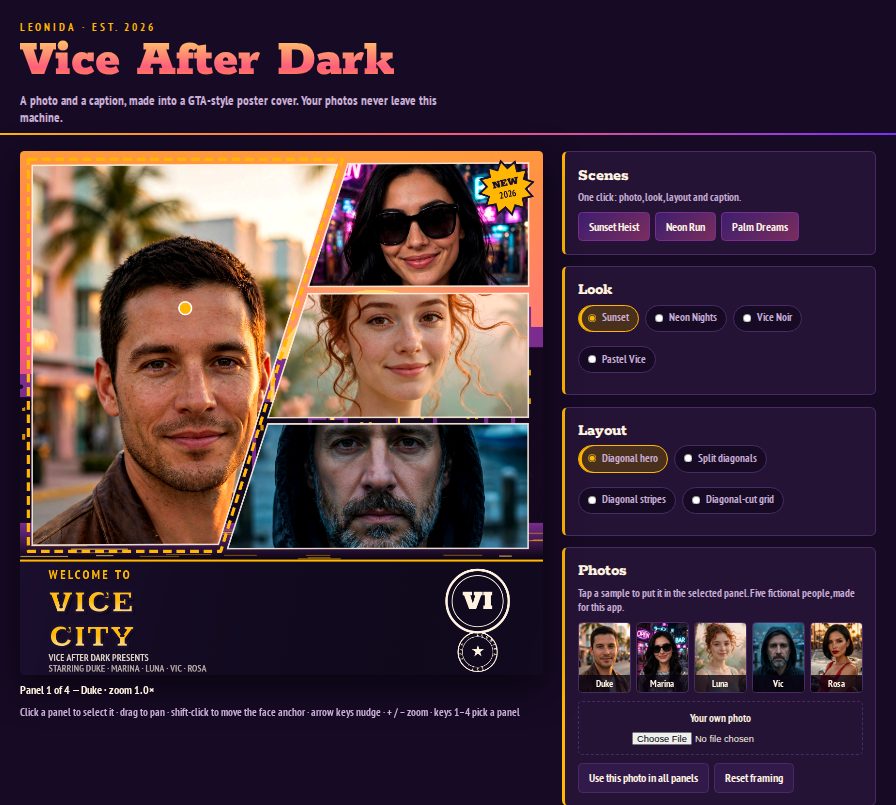 LEONIDA · EST. 2026
Vice After Dark
A photo and a caption, made into a GTA-style poster cover. Your photos never leave this
machine.
NEW
2026
WELCOME TO
VICE
CITY
VICE AFTER DARK PRESENTS
STARRING DUKE · MARINA · LUNA · VIC · ROSA
VI
Panel 1 of 4 — Duke · zoom 1.0×
Click a panel to select it · drag to pan · shift-click to move the face anchor · arrow keys nudge · + / − zoom · keys 1–4 pick a panel
Scenes
One click: photo, look, layout and caption.
Sunset Heist
Neon Run
Palm Dreams
Look
Sunset
Neon Nights
Vice Noir
Pastel Vice
Layout
Diagonal hero
Split diagonals
Diagonal stripes
Diagonal-cut grid
Photos
Tap a sample to put it in the selected panel. Five fictional people, made
for this app.
OPEN
BAR
Duke
Marina
Luna
Vic
Rosa
Your own photo
Choose File No file chosen
Use this photo in all panels
Reset framing